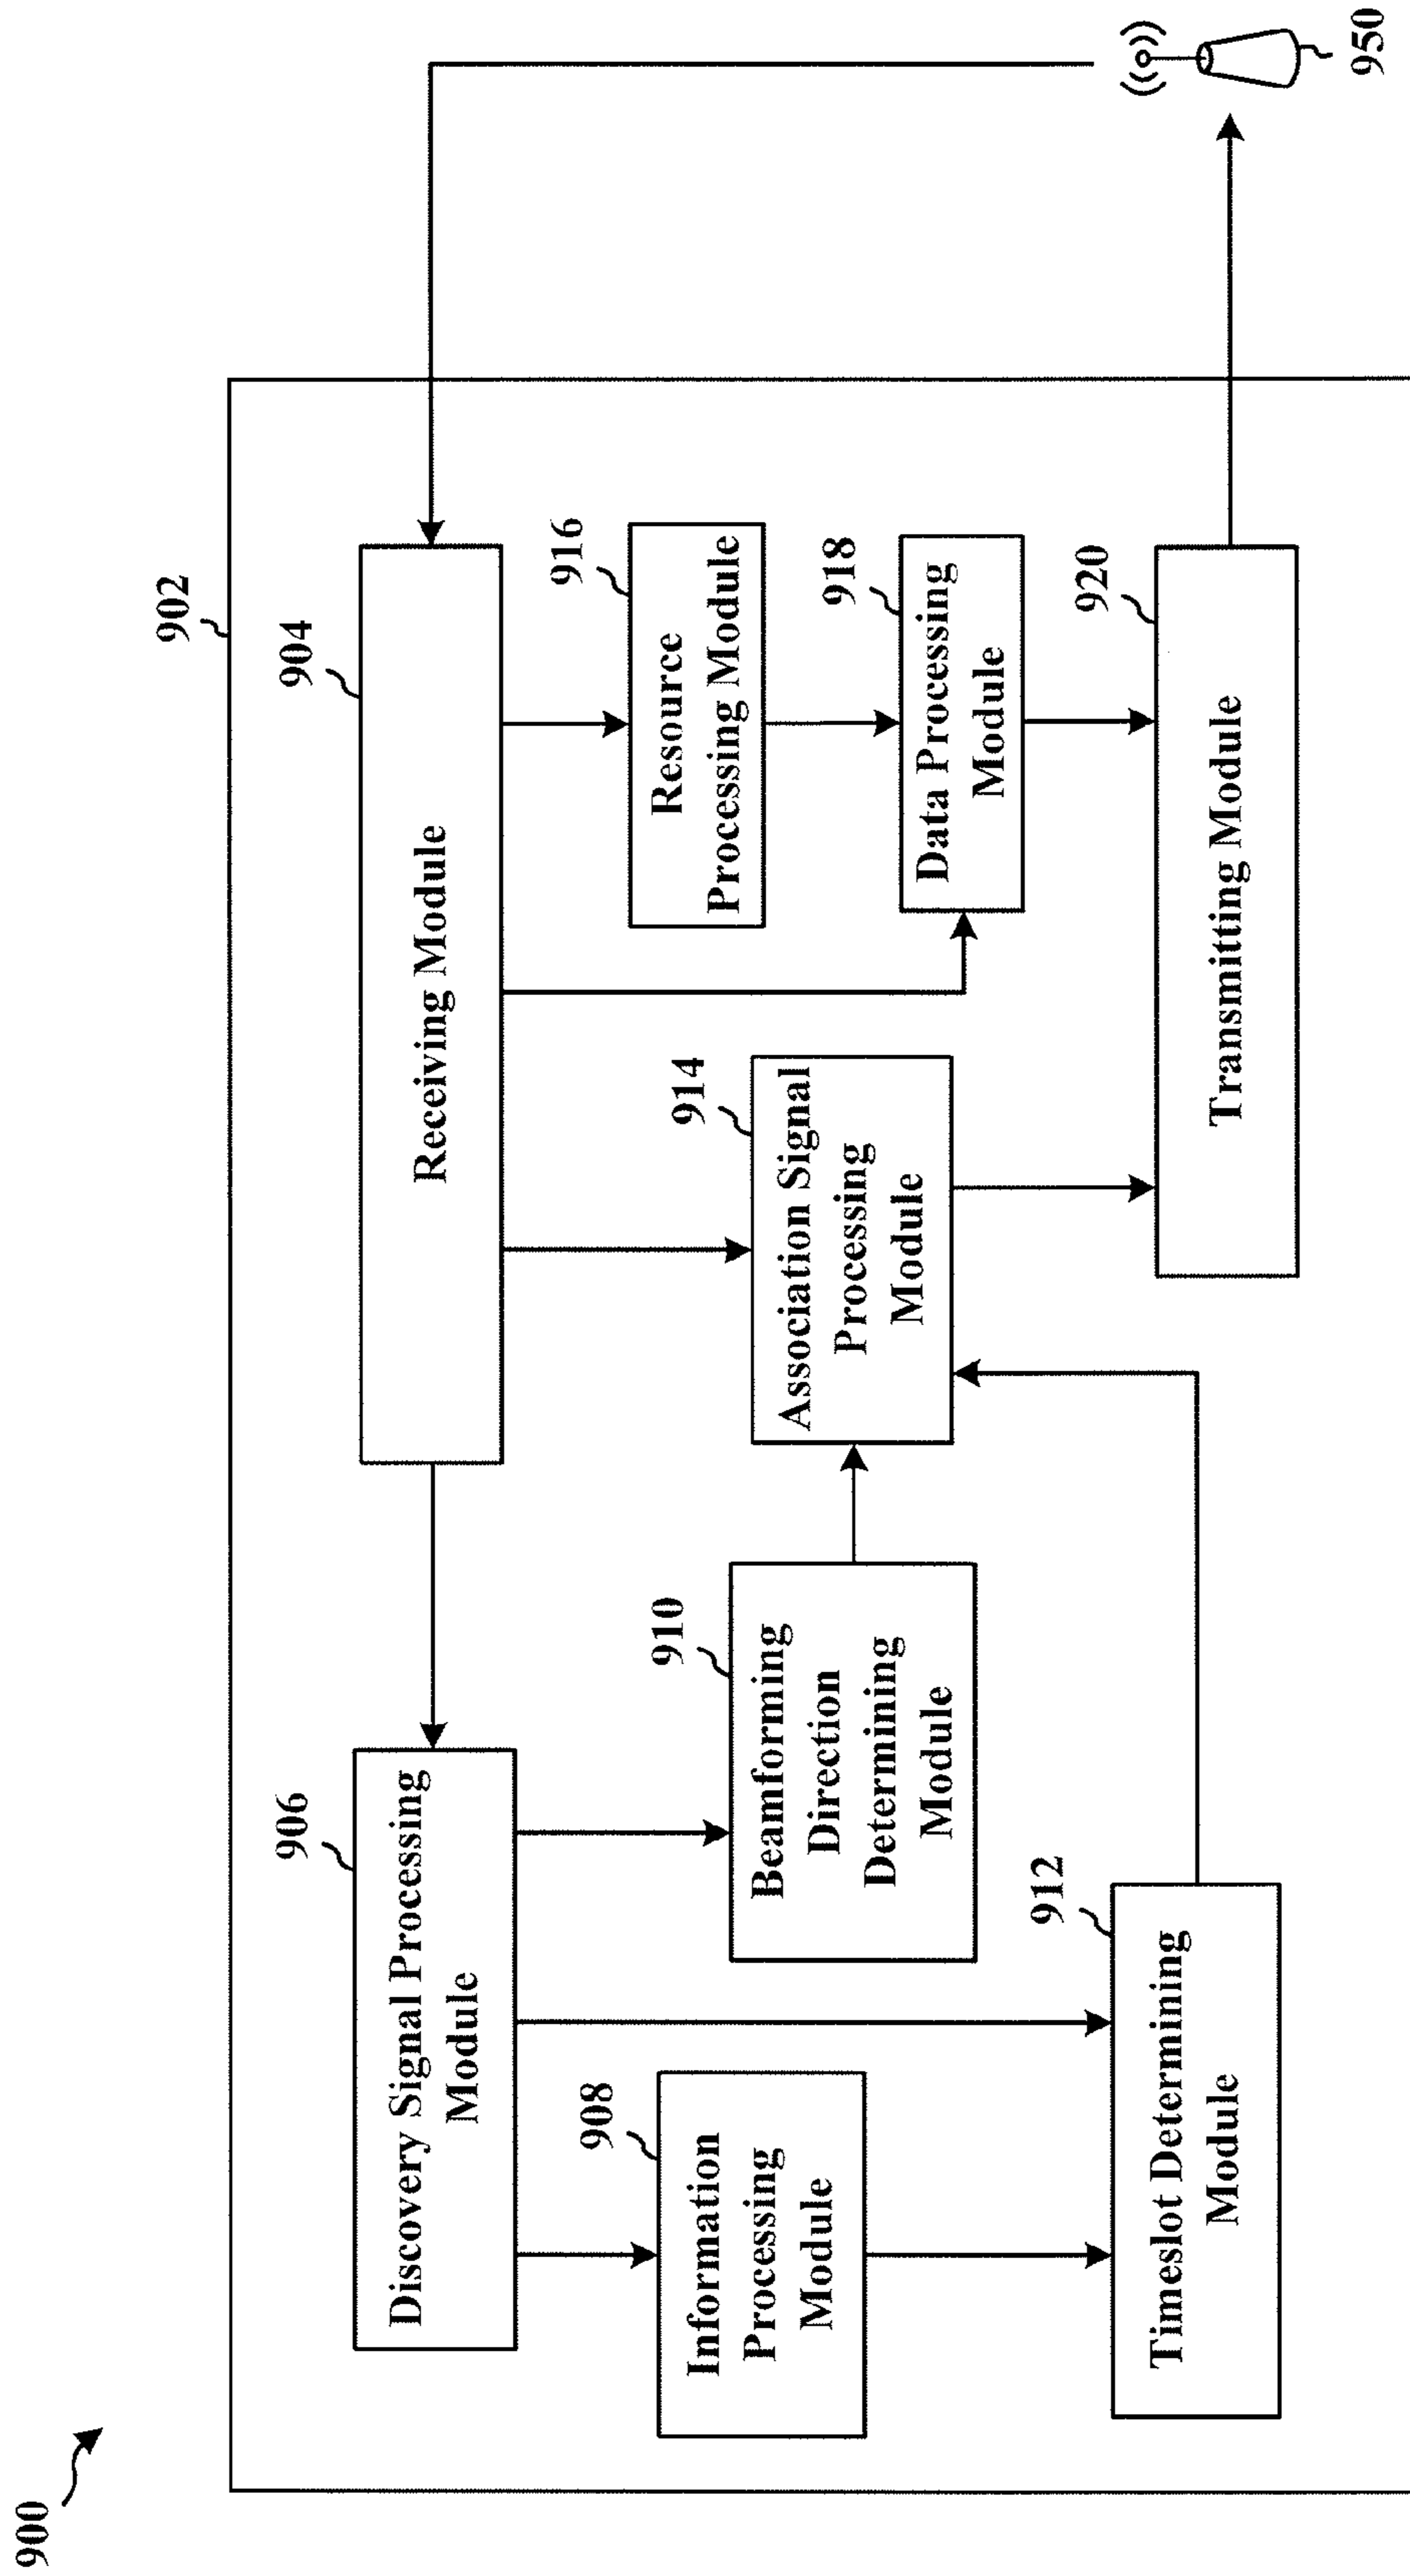 900
902
904
Receiving Module
906
Discovery Signal Processing
Module
908
Information
Processing
Module
910
Beamforming
Direction
Determining
Module
912
Timeslot Determining
Module
914
Association Signal
Processing
Module
916
Resource
Processing Module
918
Data Processing
Module
920
Transmitting Module
950